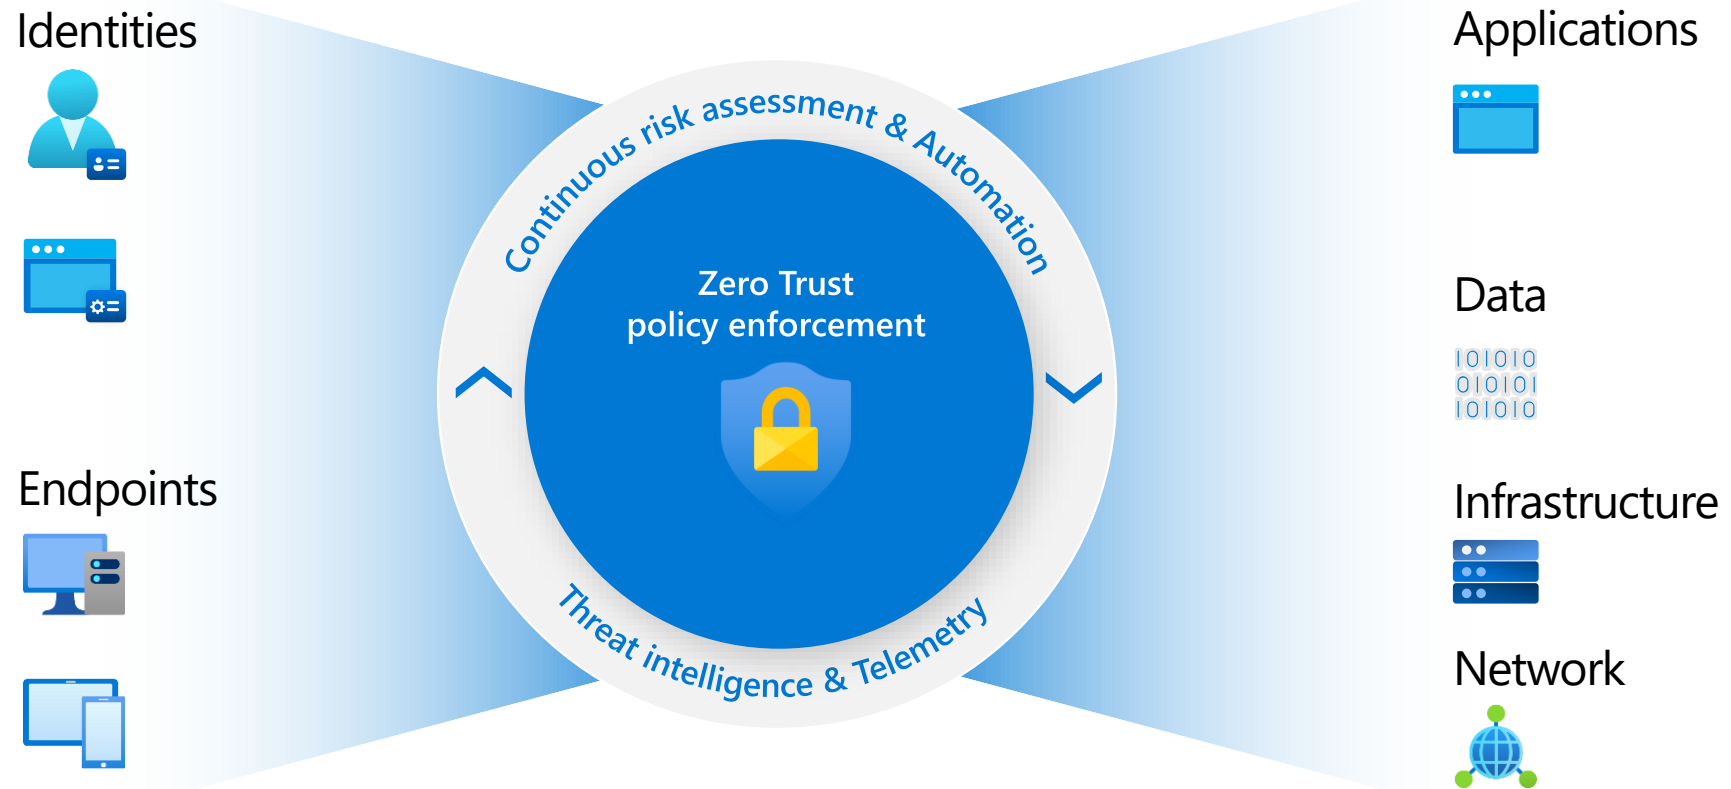 Identities
Endpoints
Continuous risk assessment & Automation
Zero Trust
policy enforcement
Threat intelligence & Telemetry
Applications
Data
101010
010101
101010
Infrastructure
Network